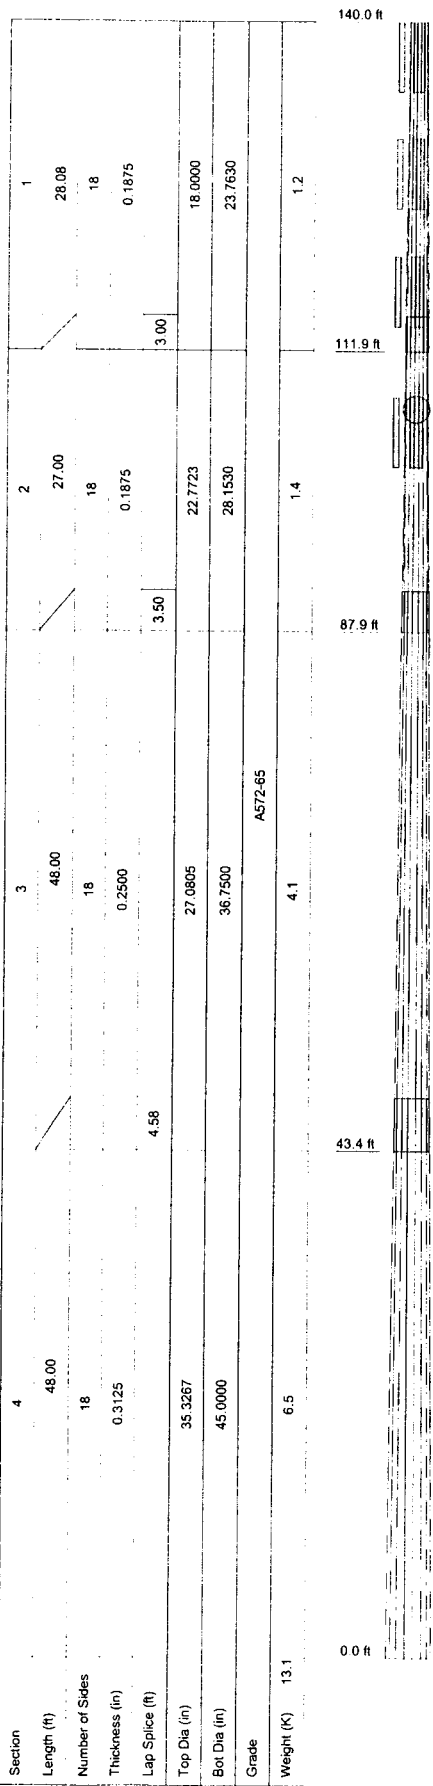 Section 4 3 2 1
Length (ft) 48.00 48.00 27.00 28.08
Number of Sides 18 18 18 18
Thickness (in) 0.3125 0.2500 0.1875 0.1875
Lap Splice (ft) 4.58 3.50 3.00
Top Dia (in) 35.3267 27.0805 22.7723 18.0000
Bot Dia (in) 45.0000 36.7500 28.1530 23.7630
Grade A572-65
Weight (K) 13.1 6.5 4.1 1.4 1.2
140.0 ft
111.9 ft
87.9 ft
43.4 ft
0.0 ft